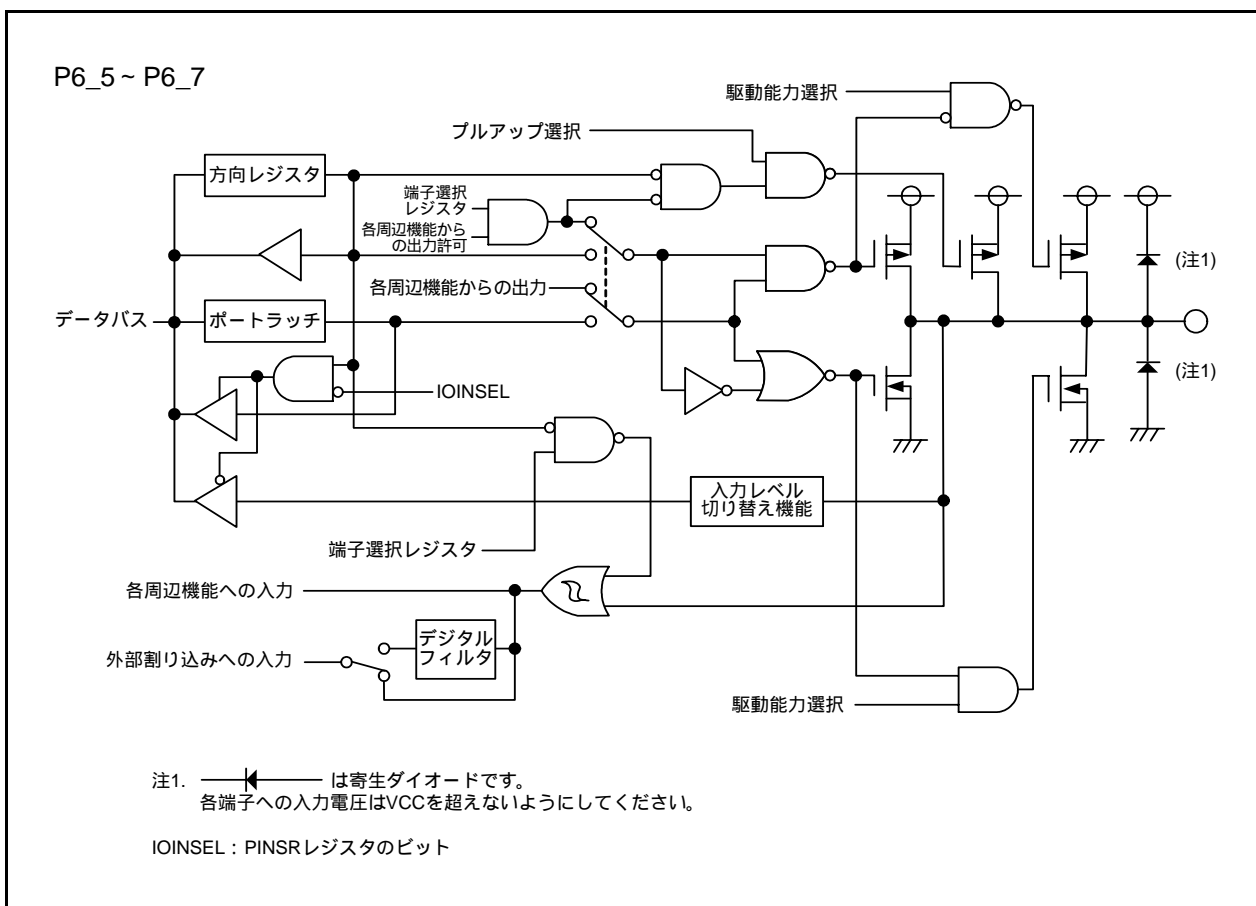 P6_5 ~ P6_7
駆動能力選択
プルアップ選択
方向レジスタ
端子選択
レジスタ
各周辺機能から
の出力許可
各周辺機能からの出力
データバス
ポートラッチ
IOINSEL
(注1)
(注1)
入力レベル
切り替え機能
端子選択レジスタ
各周辺機能への入力
デジタル
フィルタ
外部割り込みへの入力
駆動能力選択
注1. は寄生ダイオードです。
各端子への入力電圧はVCCを超えないようにしてください。
IOINSEL : PINSRレジスタのビット